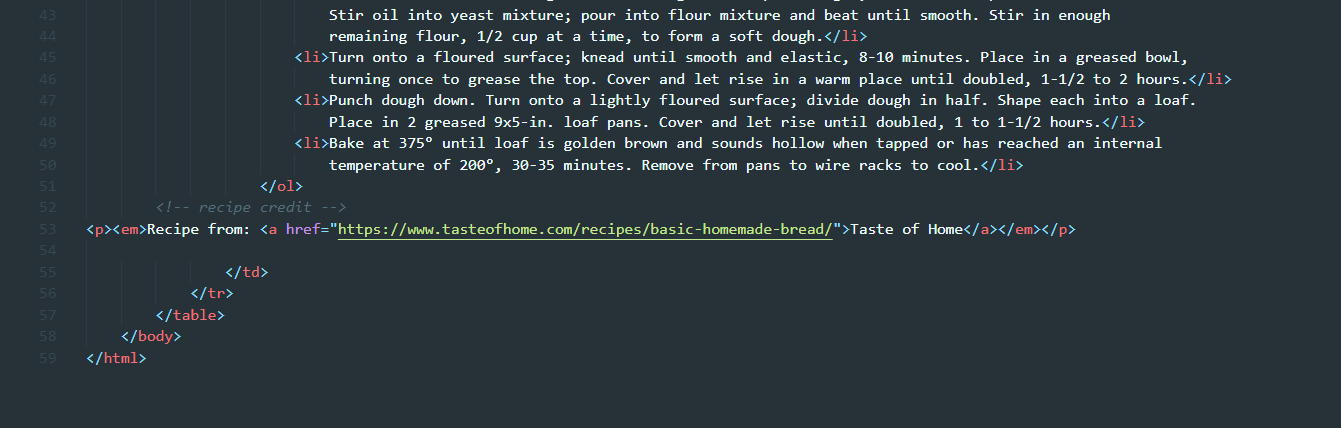 43 Stir oil into yeast mixture; pour into flour mixture and beat until smooth. Stir in enough
44 remaining flour, 1/2 cup at a time, to form a soft dough.</li>
45 <li>Turn onto a floured surface; knead until smooth and elastic, 8-10 minutes. Place in a greased bowl,
46 turning once to grease the top. Cover and let rise in a warm place until doubled, 1-1/2 to 2 hours.</li>
47 <li>Punch dough down. Turn onto a lightly floured surface; divide dough in half. Shape each into a loaf.
48 Place in 2 greased 9x5-in. loaf pans. Cover and let rise until doubled, 1 to 1-1/2 hours.</li>
49 <li>Bake at 375° until loaf is golden brown and sounds hollow when tapped or has reached an internal
50 temperature of 200°, 30-35 minutes. Remove from pans to wire racks to cool.</li>
51 </ol>
52 <!-- recipe credit -->
53 <p><em>Recipe from: <a href="https://www.tasteofhome.com/recipes/basic-homemade-bread/">Taste of Home</a></em></p>
54
55 </td>
56 </tr>
57 </table>
58 </body>
59 </html>